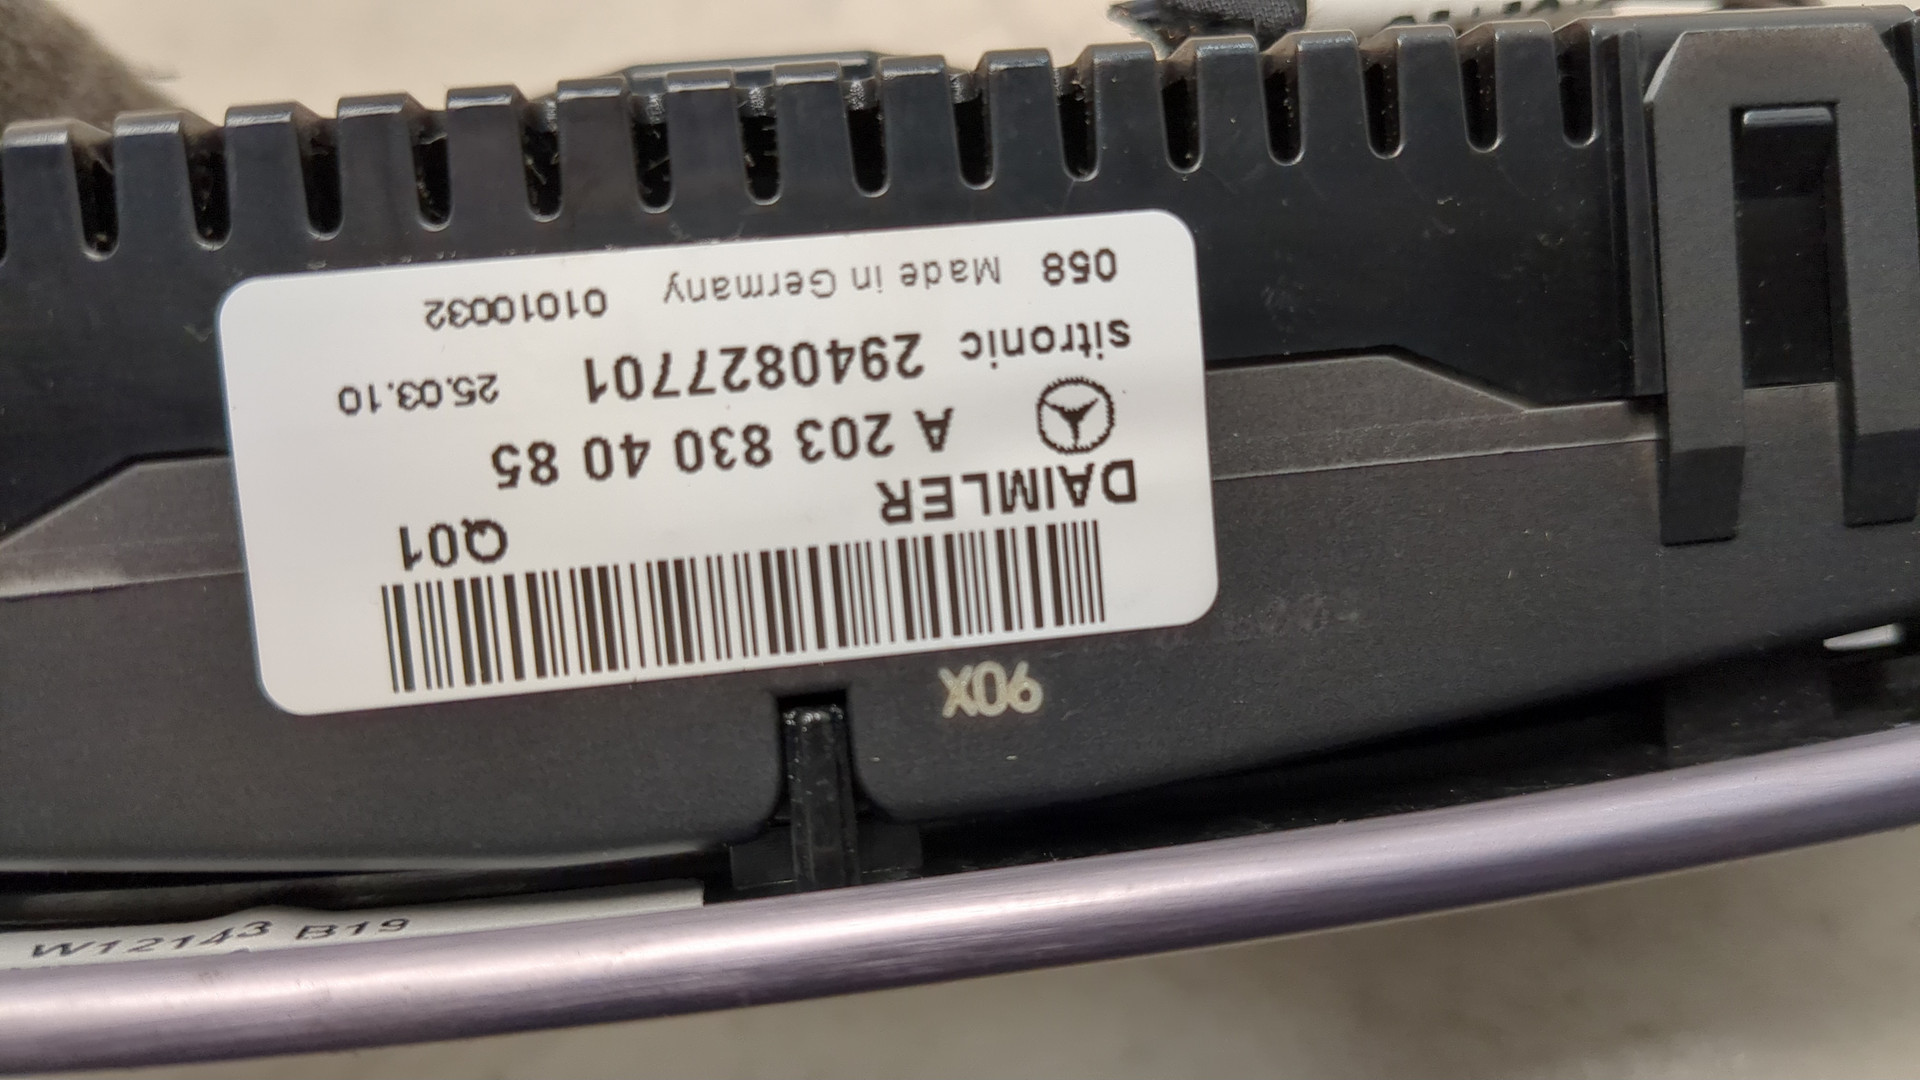 DAIMLER Q01
A 203 830 40 85
sitronic 2940827701 25.03.10
058 Made in Germany 01010032
X06
W12143 B19